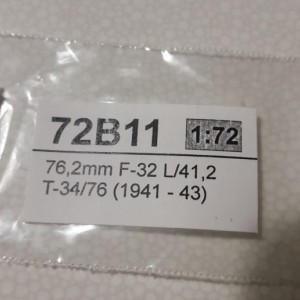 72B11 1:72
76,2mm F-32 L/41,2
T-34/76 (1941 - 43)